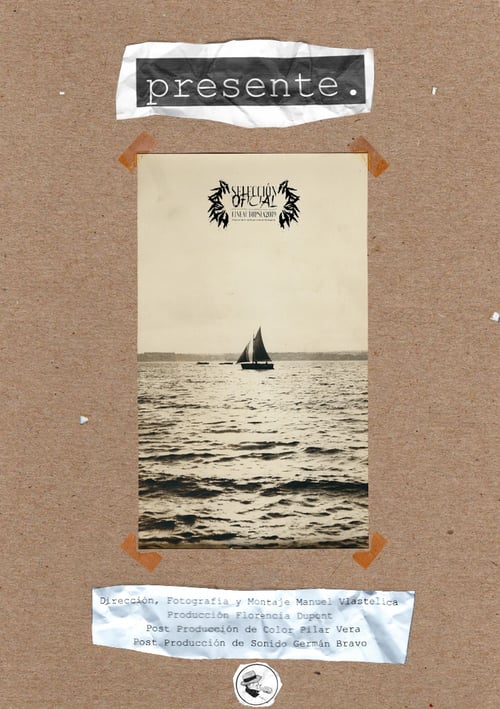 presente.
SELECCIÓN
OFICIAL
Dirección, Fotografía y Montaje Manuel Vlastelica
Producción Florencia Dupont
Post Producción de Color Pilar Vera
Post Producción de Sonido Germán Bravo